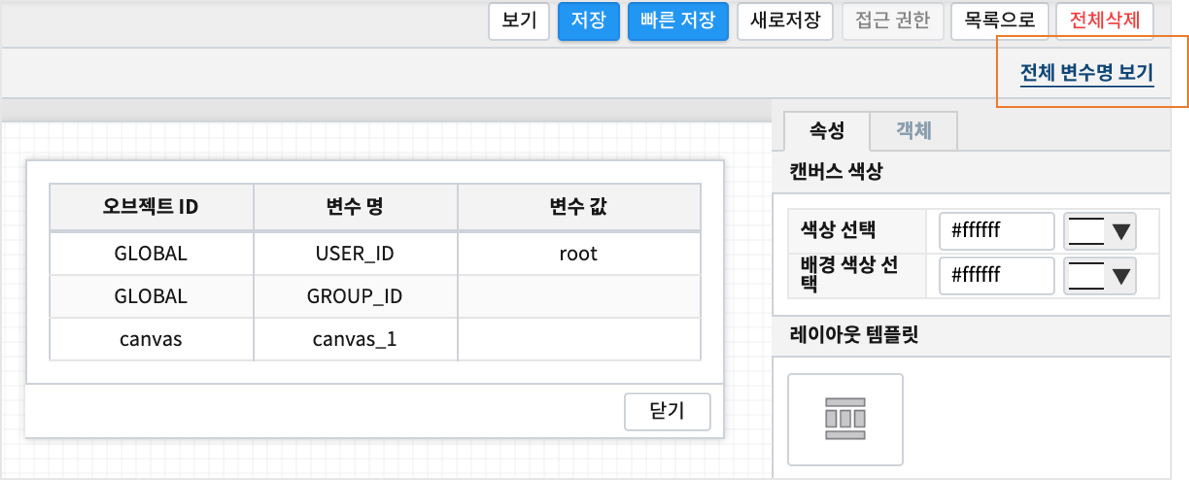 보기 저장 빠른 저장 새로저장 접근 권한 목록으로 전체삭제
전체 변수명 보기
속성 객체
캔버스 색상
색상 선택 #ffffff
배경 색상 선
택 #ffffff
레이아웃 템플릿
오브젝트 ID 변수 명 변수 값
GLOBAL USER_ID root
GLOBAL GROUP_ID
canvas canvas_1
닫기